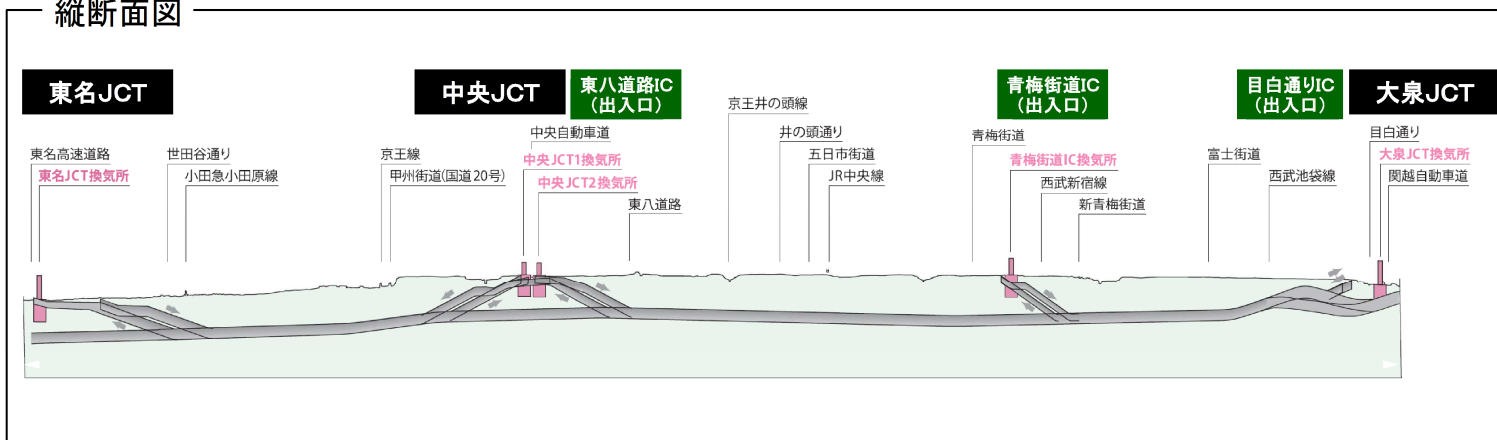 縦断面図
東名JCT
中央JCT
東八道路IC
(出入口)
青梅街道IC
(出入口)
目白通りIC
(出入口)
大泉JCT
東名高速道路
東名JCT換気所
世田谷通り
小田急小田原線
京王線
甲州街道(国道20号)
中央自動車道
中央JCT1換気所
中央JCT2換気所
東八道路
京王井の頭線
井の頭通り
五日市街道
JR中央線
青梅街道
青梅街道IC換気所
西武新宿線
新青梅街道
富士街道
西武池袋線
目白通り
大泉JCT換気所
関越自動車道